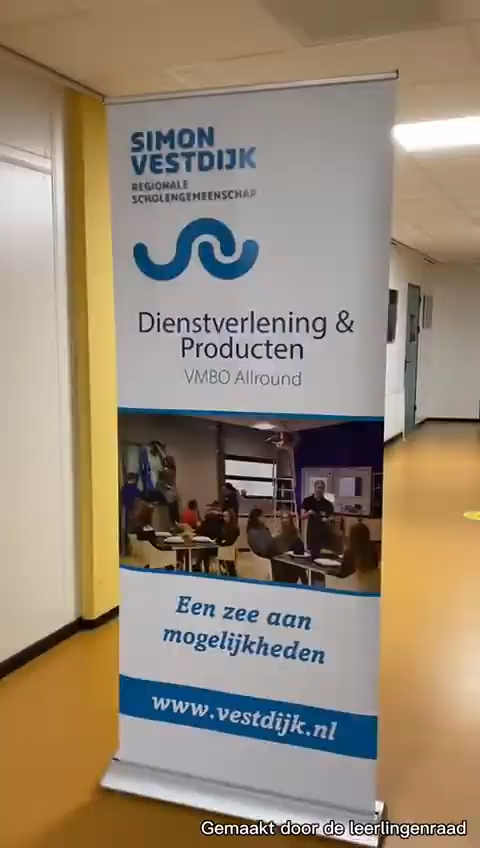 SIMON
VESTDIJK
REGIONALE
SCHOLENGEMEENSCHAP
Dienstverlening &
Producten
VMBO Allround
Een zee aan
mogelijkheden
www.vestdijk.nl
Gemaakt door de leerlingenraad